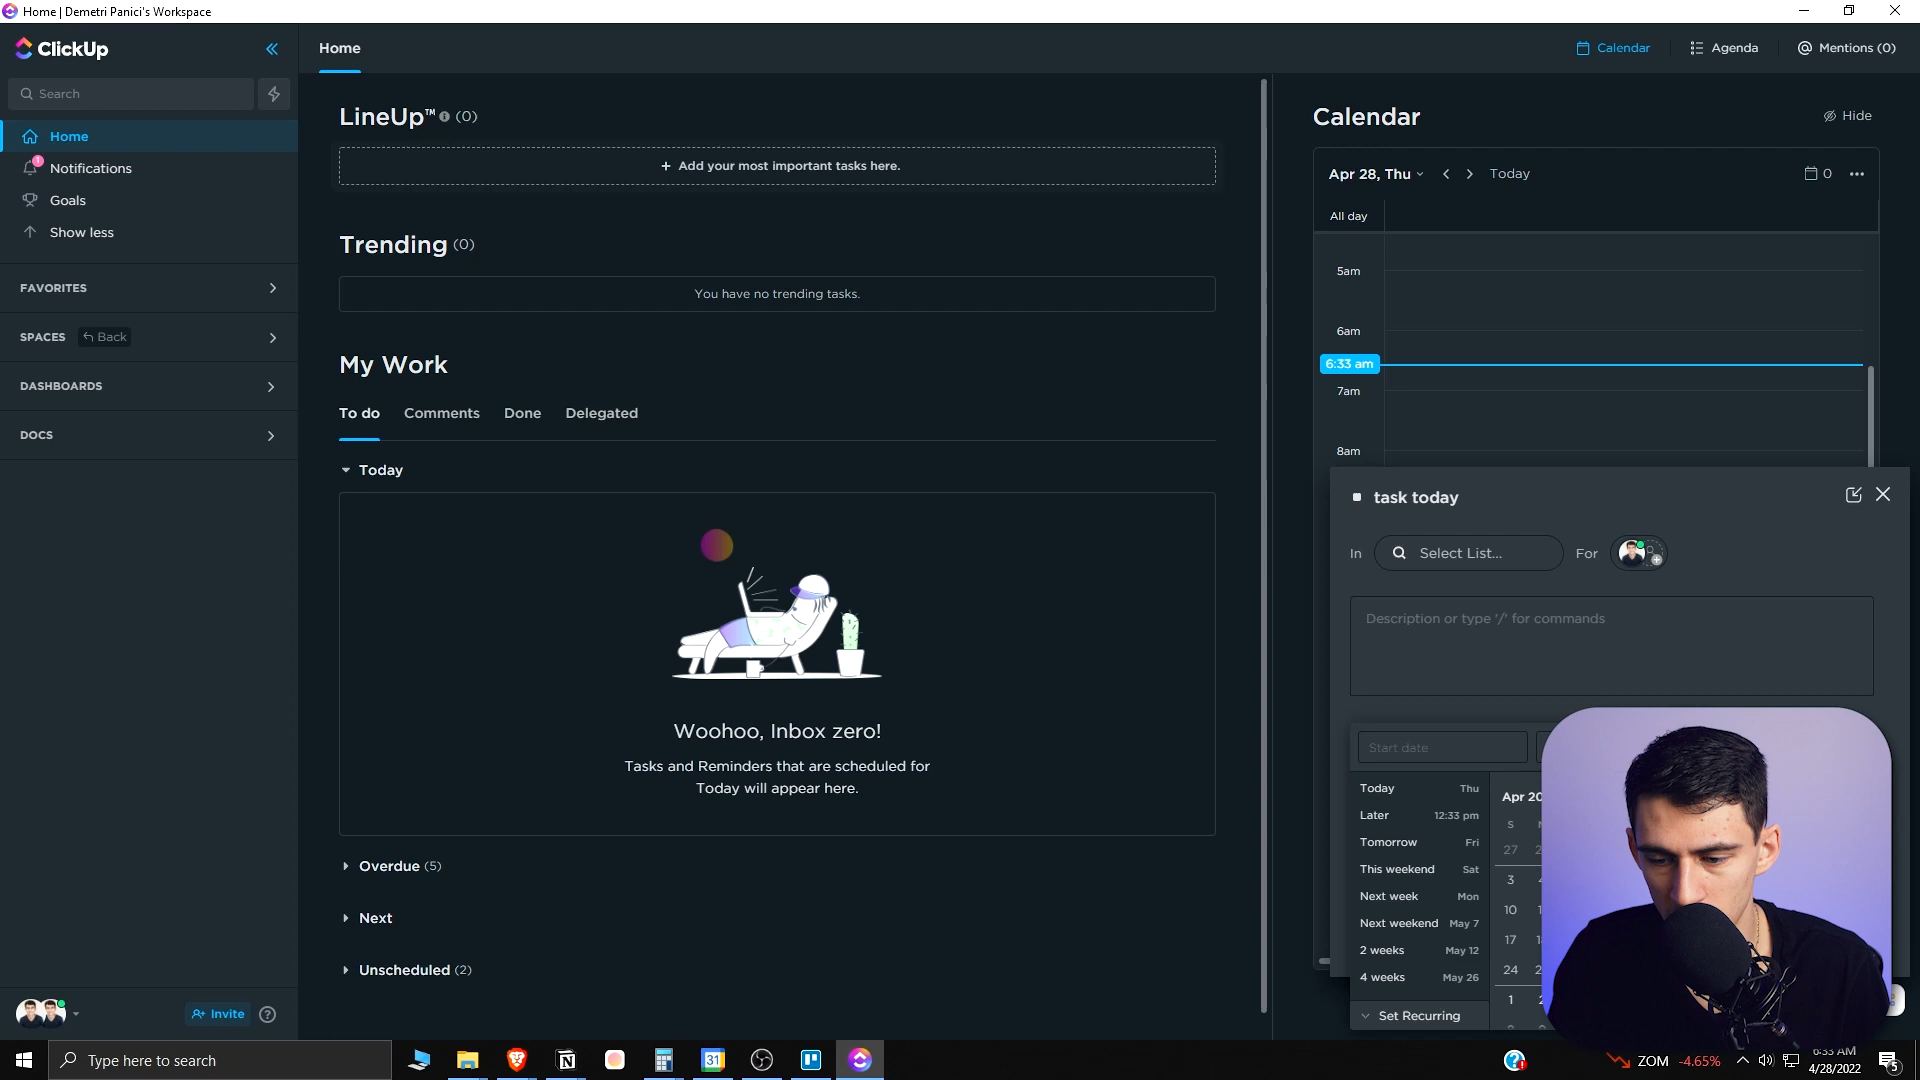 Home | Demetri Panici's Workspace
ClickUp
Home
Calendar
Agenda
Mentions (0)
Search
Home
1
Notifications
Goals
Show less
FAVORITES
SPACES
Back
DASHBOARDS
DOCS
Invite
LineUp™ (0)
+ Add your most important tasks here.
Trending (0)
You have no trending tasks.
My Work
To do
Comments
Done
Delegated
Today
Woohoo, Inbox zero!
Tasks and Reminders that are scheduled for
Today will appear here.
Overdue (5)
Next
Unscheduled (2)
Calendar
Hide
Apr 28, Thu
Today
0
All day
5am
6am
6:33 am
7am
8am
task today
In
Select List...
For
Description or type '/' for commands
Start date
Today Thu
Later 12:33 pm
Tomorrow Fri
This weekend Sat
Next week Mon
Next weekend May 7
2 weeks May 12
4 weeks May 26
Set Recurring
S
27
3
10
17
24
1
Type here to search
31
ZOM -4.65%
6:33 AM
4/28/2022
5